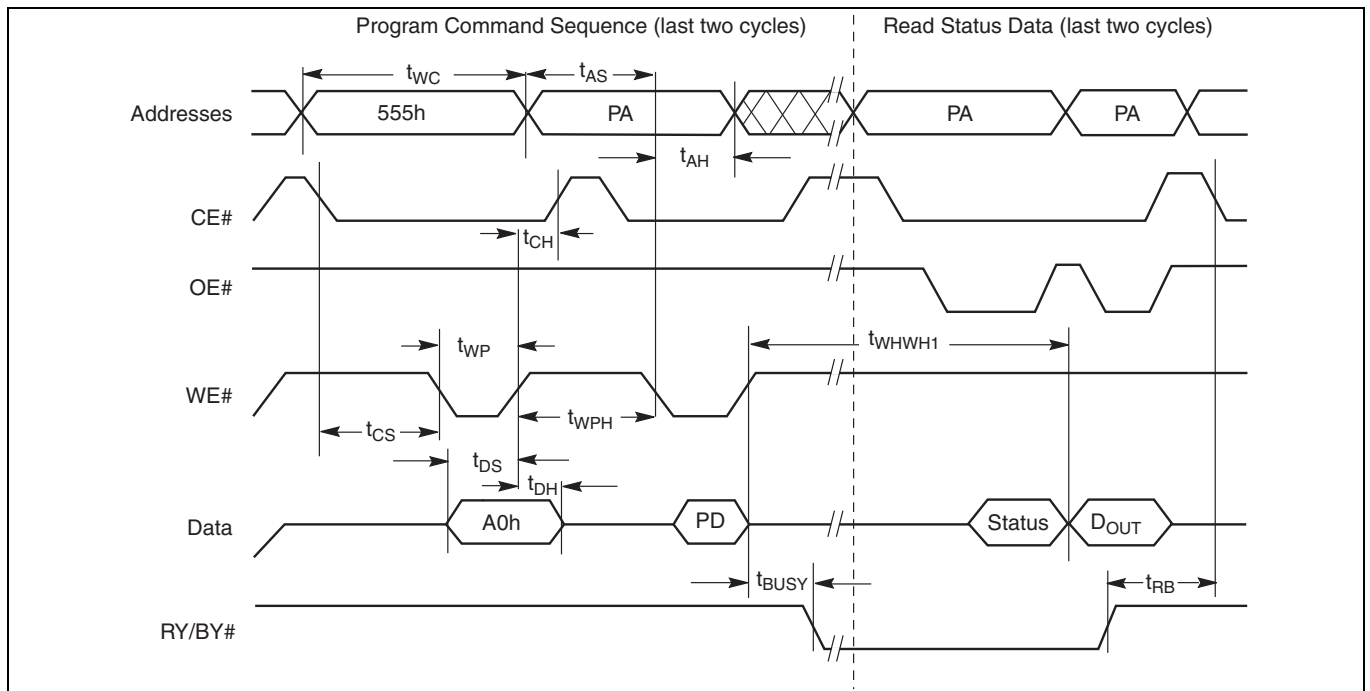 Program Command Sequence (last two cycles)
Read Status Data (last two cycles)
tWC
tAS
Addresses
555h
PA
PA
PA
tAH
CE#
tCH
OE#
tWP
tWHWH1
WE#
tWPH
tCS
tDS
tDH
Data
A0h
PD
Status
DOUT
tBUSY
tRB
RY/BY#